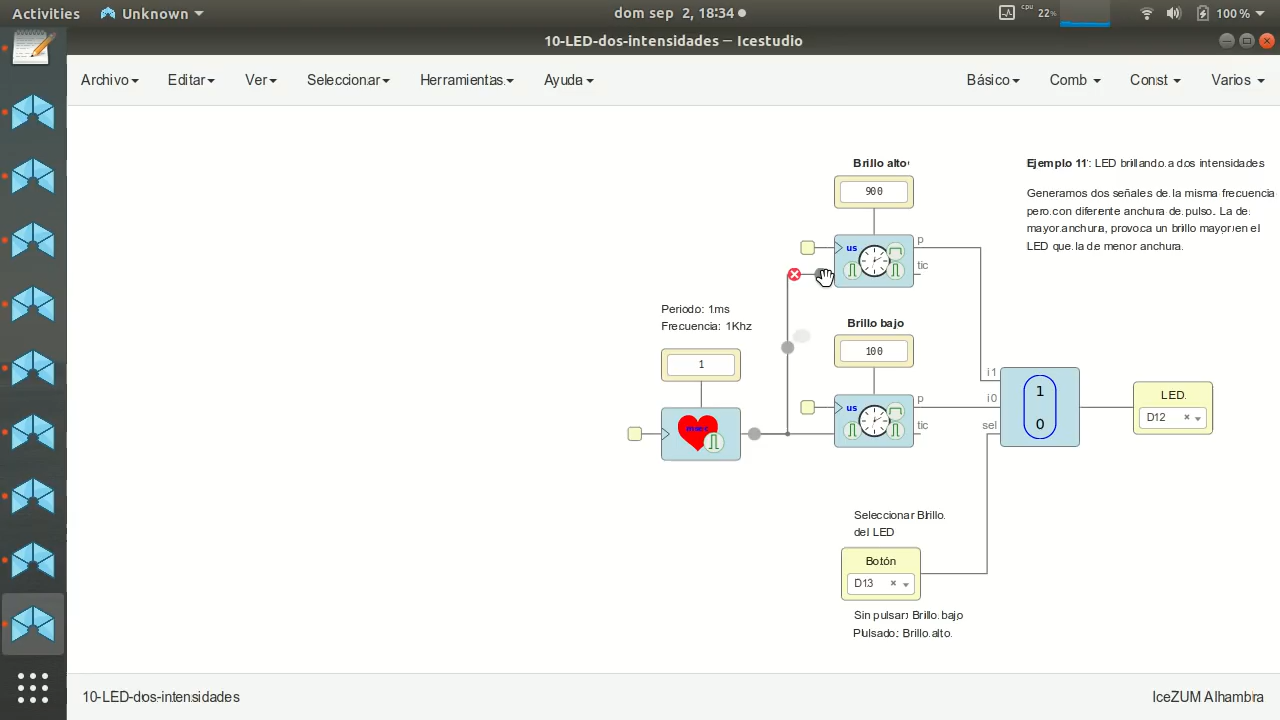 Activities Unknown dom sep 2, 18:34 cpu 22% 100 %
10-LED-dos-intensidades – Icestudio
Archivo Editar Ver Seleccionar Herramientas Ayuda Básico Comb Const Varios
Brillo alto
900
us
p
tic
Ejemplo 11: LED brillando a dos intensidades
Generamos dos señales de la misma frecuencia
pero con diferente anchura de pulso. La de
mayor anchura, provoca un brillo mayor en el
LED que la de menor anchura.
Periodo: 1ms
Frecuencia: 1Khz
1
Brillo bajo
100
us
p
tic
i1
i0
sel
1
0
LED
D12
Seleccionar Brillo
del LED
Botón
D13
Sin pulsar: Brillo bajo
Pulsado: Brillo alto.
10-LED-dos-intensidades
IceZUM Alhambra